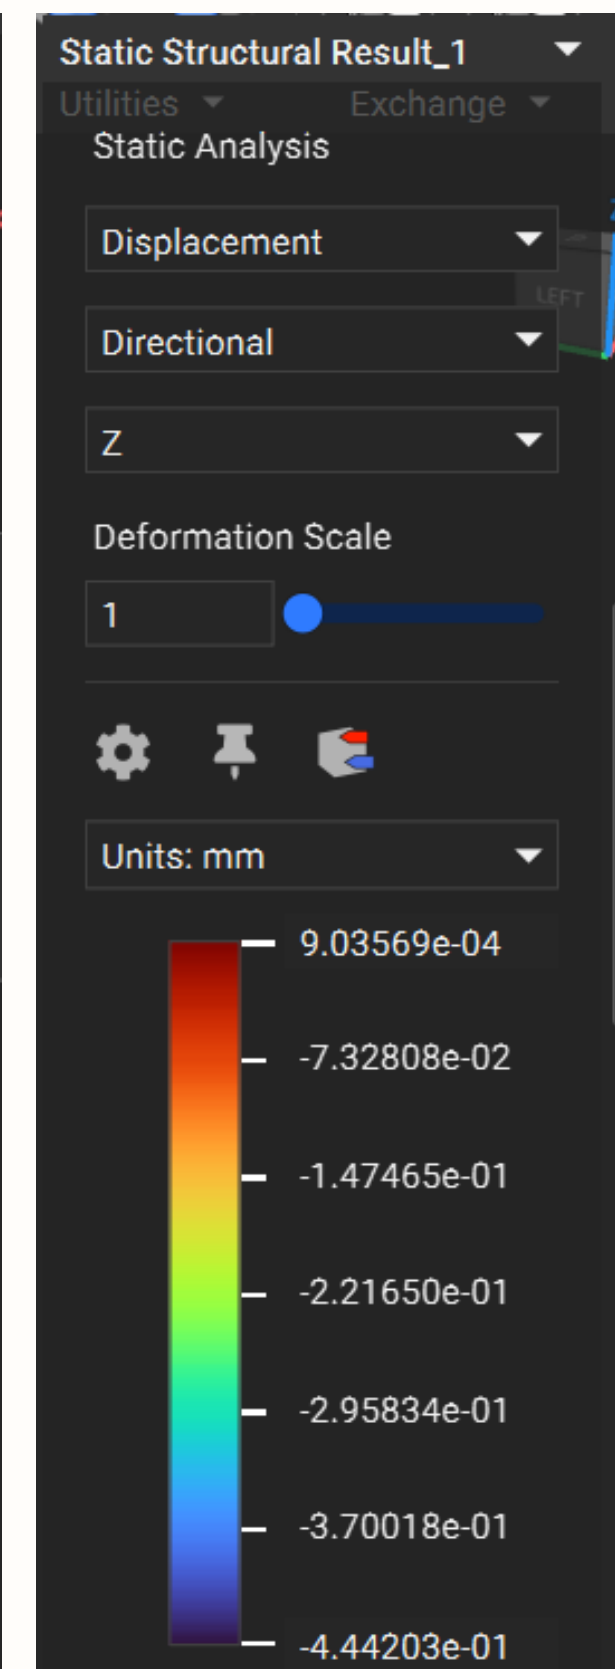 Static Structural Result_1
Utilities Exchange
Static Analysis
Displacement
LEFT
Directional
Z
Deformation Scale
1
Units: mm
9.03569e-04
-7.32808e-02
-1.47465e-01
-2.21650e-01
-2.95834e-01
-3.70018e-01
-4.44203e-01